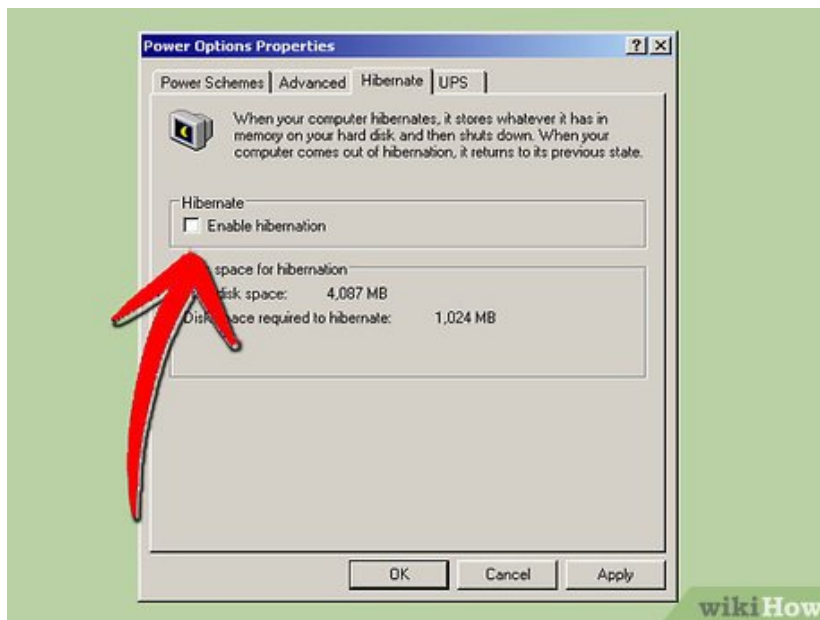 Power Options Properties
Power Schemes Advanced Hibernate UPS
When your computer hibernates, it stores whatever it has in
memory on your hard disk and then shuts down. When your
computer comes out of hibernation, it returns to its previous state.
Hibernate
Enable hibernation
space for hibernation
disk space: 4,087 MB
Disk space required to hibernate: 1,024 MB
OK Cancel Apply
wikiHow